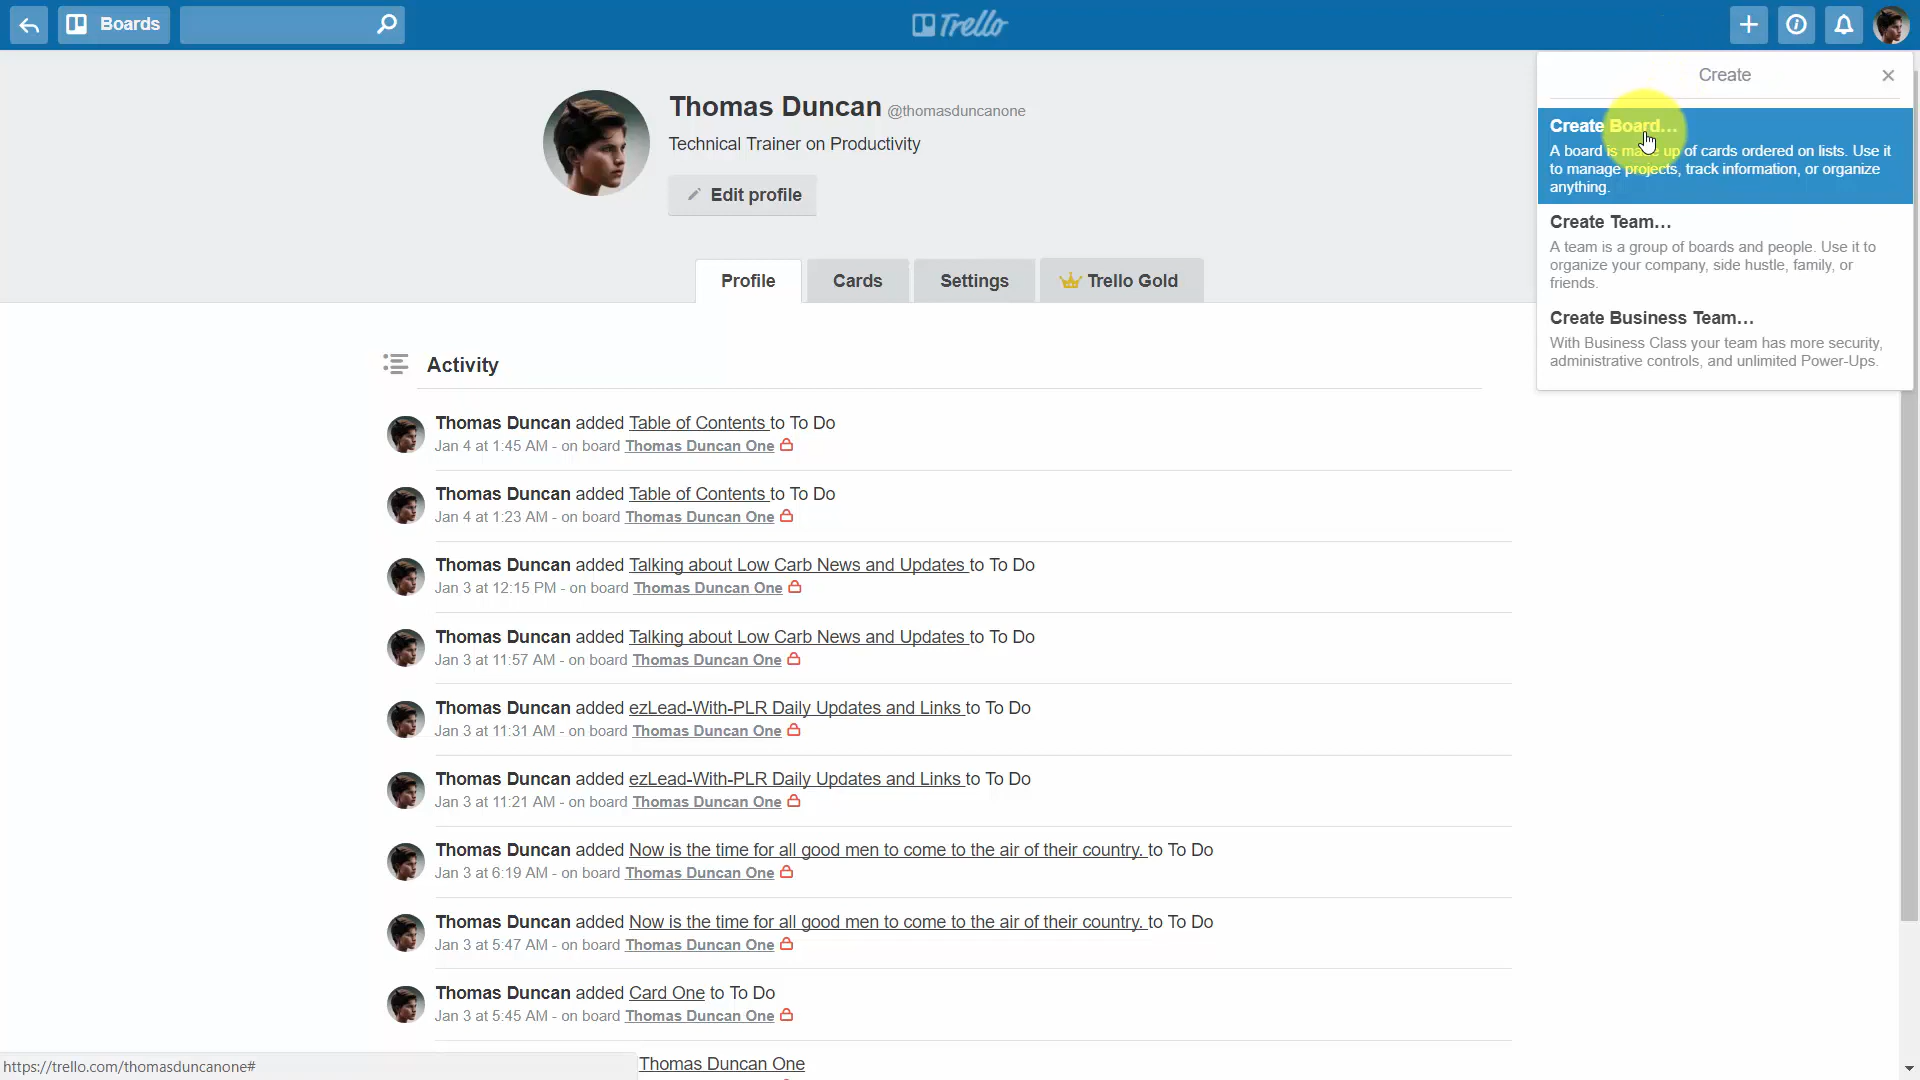 Boards
Trello
Create
Thomas Duncan @thomasduncanone
Technical Trainer on Productivity
Edit profile
Create Board…
A board is made up of cards ordered on lists. Use it
to manage projects, track information, or organize
anything.
Create Team…
A team is a group of boards and people. Use it to
organize your company, side hustle, family, or
friends.
Create Business Team…
With Business Class your team has more security,
administrative controls, and unlimited Power-Ups.
Profile
Cards
Settings
Trello Gold
Activity
Thomas Duncan added Table of Contents to To Do
Jan 4 at 1:45 AM - on board Thomas Duncan One
Thomas Duncan added Table of Contents to To Do
Jan 4 at 1:23 AM - on board Thomas Duncan One
Thomas Duncan added Talking about Low Carb News and Updates to To Do
Jan 3 at 12:15 PM - on board Thomas Duncan One
Thomas Duncan added Talking about Low Carb News and Updates to To Do
Jan 3 at 11:57 AM - on board Thomas Duncan One
Thomas Duncan added ezLead-With-PLR Daily Updates and Links to To Do
Jan 3 at 11:31 AM - on board Thomas Duncan One
Thomas Duncan added ezLead-With-PLR Daily Updates and Links to To Do
Jan 3 at 11:21 AM - on board Thomas Duncan One
Thomas Duncan added Now is the time for all good men to come to the air of their country. to To Do
Jan 3 at 6:19 AM - on board Thomas Duncan One
Thomas Duncan added Now is the time for all good men to come to the air of their country. to To Do
Jan 3 at 5:47 AM - on board Thomas Duncan One
Thomas Duncan added Card One to To Do
Jan 3 at 5:45 AM - on board Thomas Duncan One
Thomas Duncan One
https://trello.com/thomasduncanone#